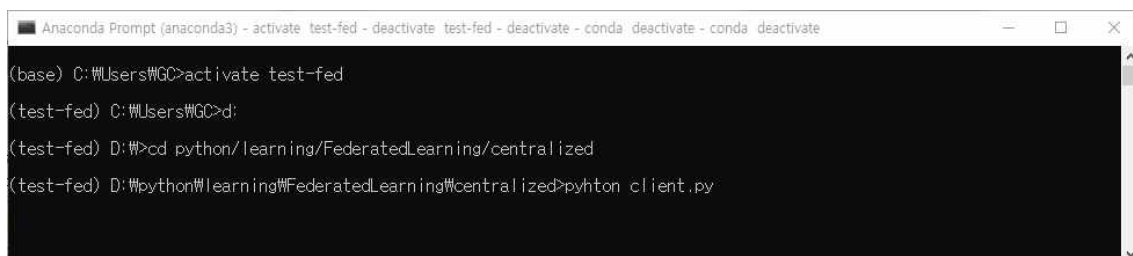 Anaconda Prompt (anaconda3) - activate test-fed - deactivate test-fed - deactivate - conda deactivate - conda deactivate
(base) C:₩Users₩GC>activate test-fed
(test-fed) C:₩Users₩GC>d:
(test-fed) D:₩>cd python/learning/FederatedLearning/centralized
(test-fed) D:₩python₩learning₩FederatedLearning₩centralized>pyhton client.py